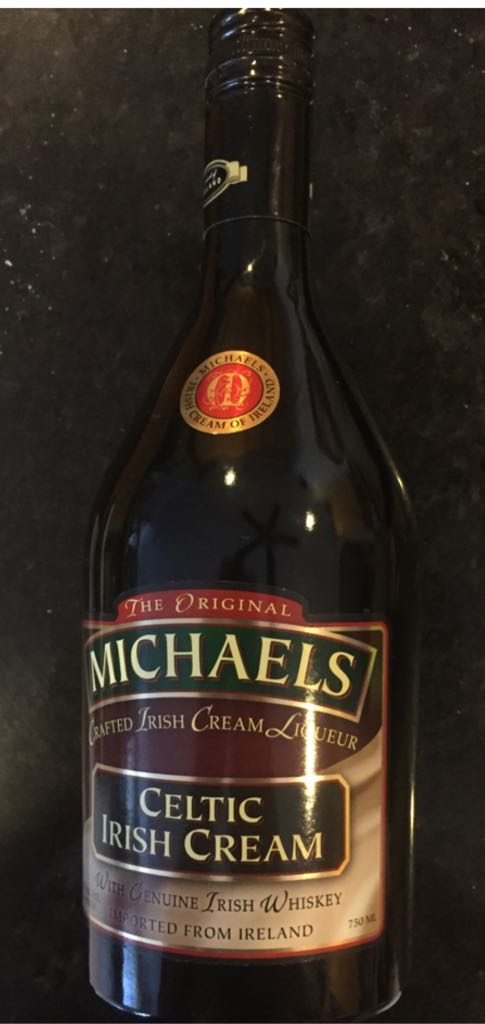 MICHAELS
IRISH CREAM OF IRELAND
THE ORIGINAL
MICHAELS
CRAFTED IRISH CREAM LIQUEUR
CELTIC
IRISH CREAM
WITH GENUINE IRISH WHISKEY
IMPORTED FROM IRELAND
750 ML